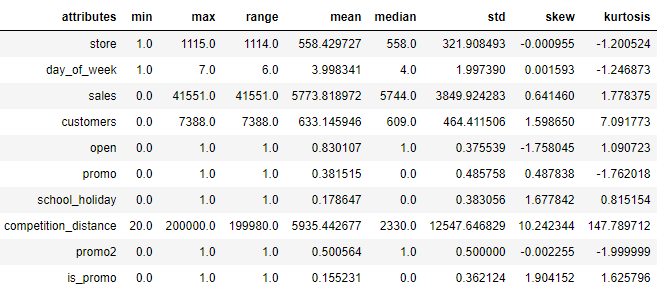 attributes min max range mean median std skew kurtosis
store 1.0 1115.0 1114.0 558.429727 558.0 321.908493 -0.000955 -1.200524
day_of_week 1.0 7.0 6.0 3.998341 4.0 1.997390 0.001593 -1.246873
sales 0.0 41551.0 41551.0 5773.818972 5744.0 3849.924283 0.641460 1.778375
customers 0.0 7388.0 7388.0 633.145946 609.0 464.411506 1.598650 7.091773
open 0.0 1.0 1.0 0.830107 1.0 0.375539 -1.758045 1.090723
promo 0.0 1.0 1.0 0.381515 0.0 0.485758 0.487838 -1.762018
school_holiday 0.0 1.0 1.0 0.178647 0.0 0.383056 1.677842 0.815154
competition_distance 20.0 200000.0 199980.0 5935.442677 2330.0 12547.646829 10.242344 147.789712
promo2 0.0 1.0 1.0 0.500564 1.0 0.500000 -0.002255 -1.999999
is_promo 0.0 1.0 1.0 0.155231 0.0 0.362124 1.904152 1.625796